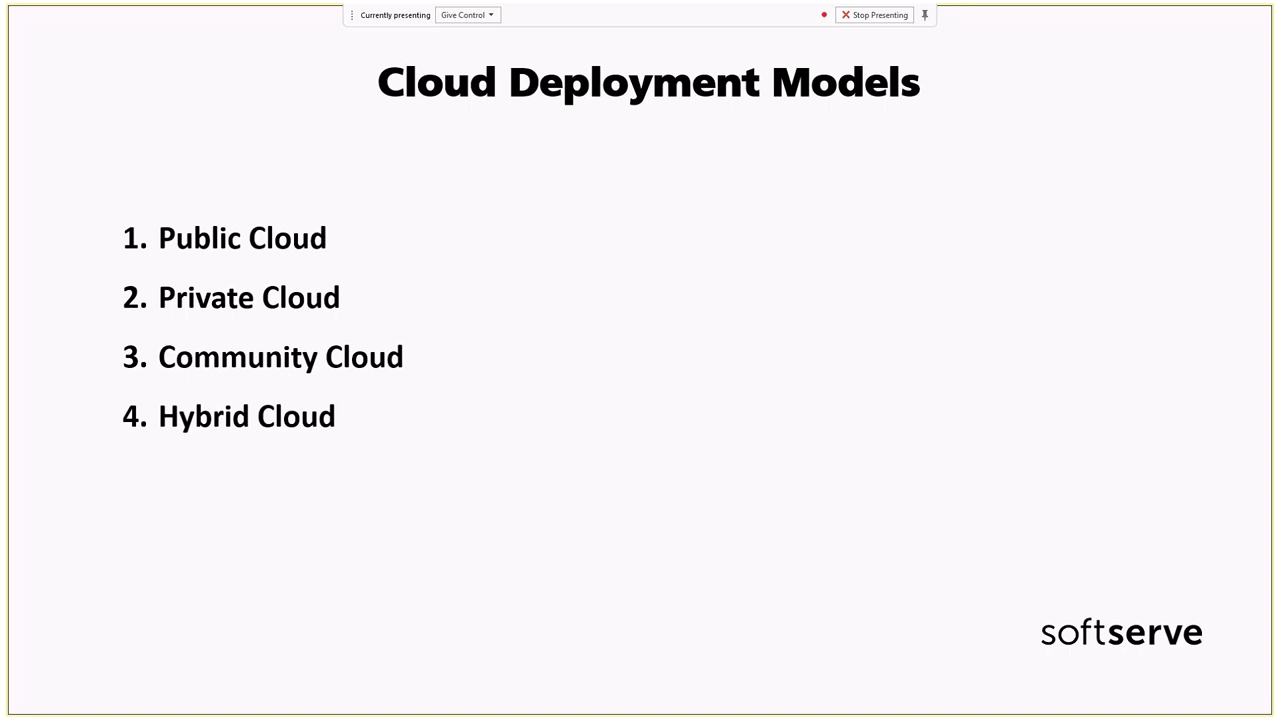 Currently presenting Give Control Stop Presenting
Cloud Deployment Models
1. Public Cloud
2. Private Cloud
3. Community Cloud
4. Hybrid Cloud
softserve